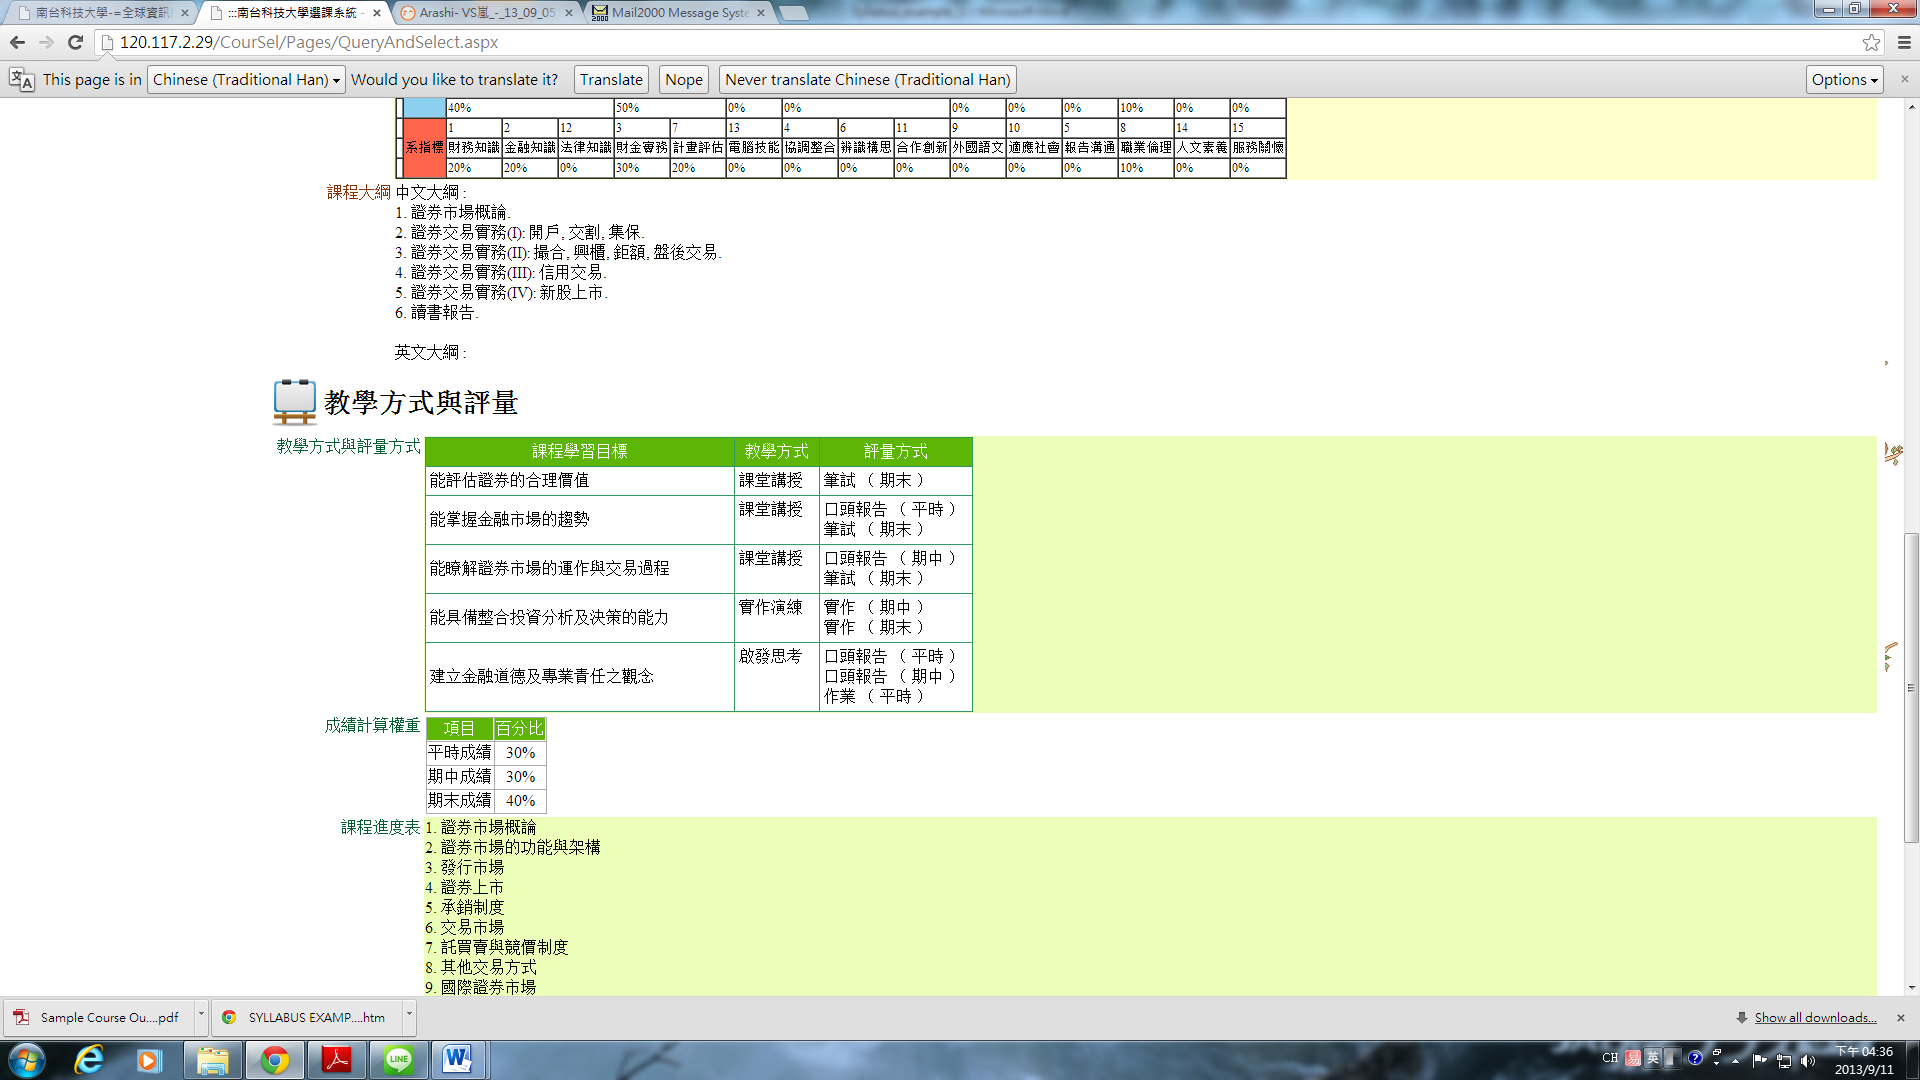 南台科技大學-=全球資訊
:::南台科技大學選課系統 -
Arashi- VS嵐_-_13_09_05
Mail2000 Message Syste
120.117.2.29/CourSel/Pages/QueryAndSelect.aspx
This page is in Chinese (Traditional Han) Would you like to translate it? Translate Nope Never translate Chinese (Traditional Han) Options
40% 50% 0% 0% 0% 0% 0% 10% 0% 0%
1 2 12 3 7 13 4 6 11 9 10 5 8 14 15
系指標 財務知識 金融知識 法律知識 財金實務 計畫評估 電腦技能 協調整合 辨識構思 合作創新 外國語文 適應社會 報告溝通 職業倫理 人文素養 服務關懷
20% 20% 0% 30% 20% 0% 0% 0% 0% 0% 0% 0% 10% 0% 0%
課程大綱 中文大綱 :
1. 證券市場概論.
2. 證券交易實務(I): 開戶, 交割, 集保.
3. 證券交易實務(II): 撮合, 興櫃, 鉅額, 盤後交易.
4. 證券交易實務(III): 信用交易.
5. 證券交易實務(IV): 新股上市.
6. 讀書報告.
英文大綱 :
教學方式與評量
教學方式與評量方式
課程學習目標 教學方式 評量方式
能評估證券的合理價值 課堂講授 筆試 （ 期末 ）
能掌握金融市場的趨勢 課堂講授 口頭報告 （ 平時 ）
筆試 （ 期末 ）
能瞭解證券市場的運作與交易過程 課堂講授 口頭報告 （ 期中 ）
筆試 （ 期末 ）
能具備整合投資分析及決策的能力 實作演練 實作 （ 期中 ）
實作 （ 期末 ）
建立金融道德及專業責任之觀念 啟發思考 口頭報告 （ 平時 ）
口頭報告 （ 期中 ）
作業 （ 平時 ）
成績計算權重 項目 百分比
平時成績 30%
期中成績 30%
期末成績 40%
課程進度表 1. 證券市場概論
2. 證券市場的功能與架構
3. 發行市場
4. 證券上市
5. 承銷制度
6. 交易市場
7. 託買賣與競價制度
8. 其他交易方式
9. 國際證券市場
Sample Course Ou....pdf SYLLABUS EXAMP....htm Show all downloads...
LINE
CH 易 英 下午 04:36
2013/9/11